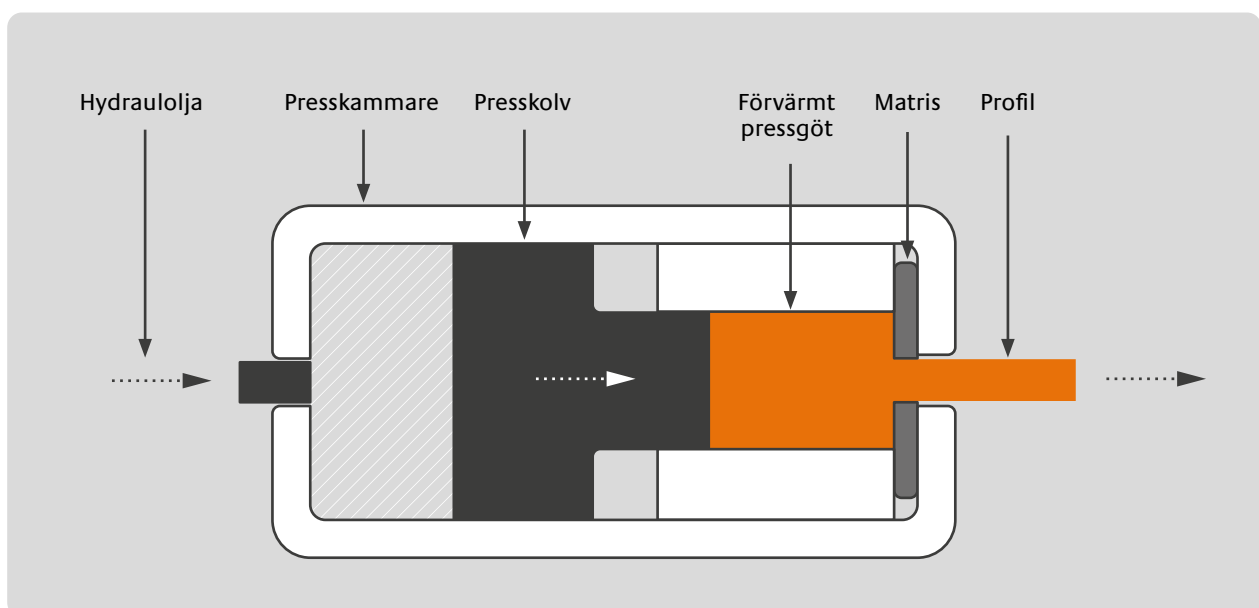 Hydraulolja
Presskammare
Presskolv
Förvärmt
pressgöt
Matris
Profil